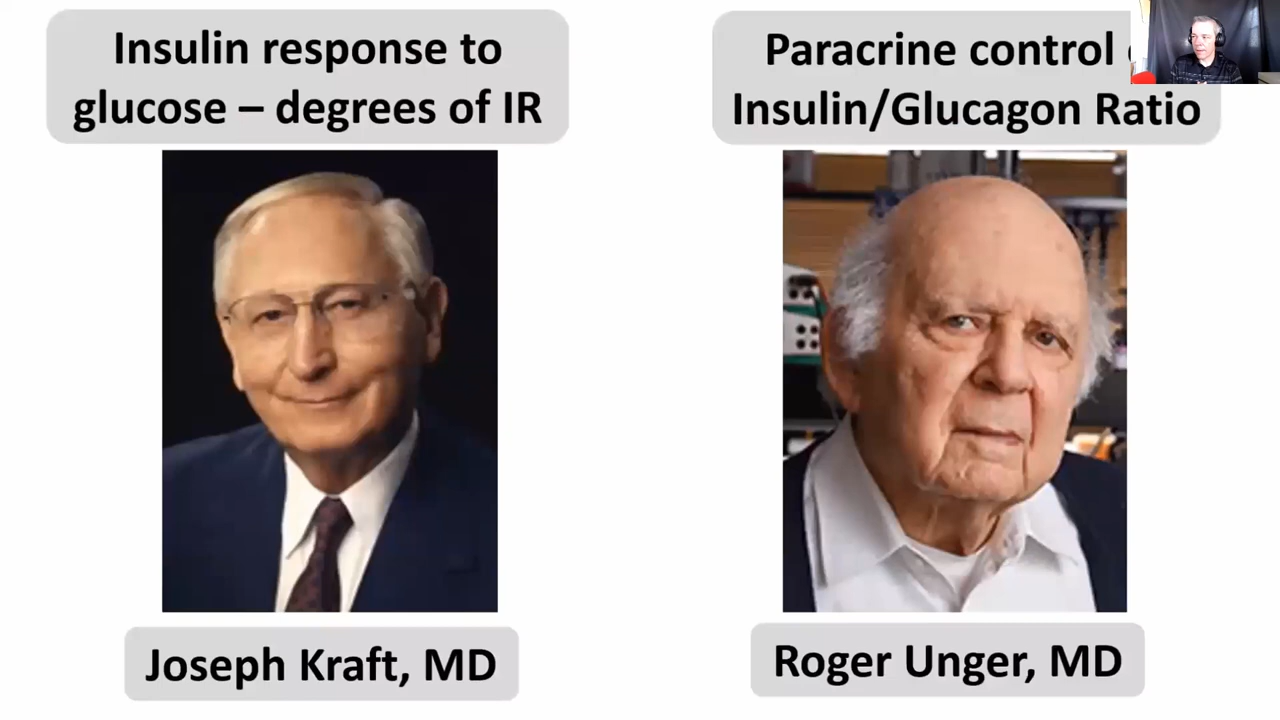 Insulin response to
glucose – degrees of IR
Paracrine control
Insulin/Glucagon Ratio
Joseph Kraft, MD
Roger Unger, MD